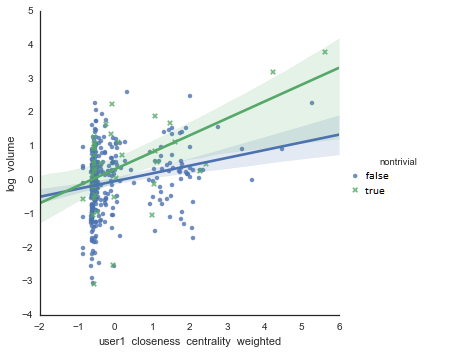 5
4
3
2
1
0
−1
−2
−3
−4
log volume
−2 −1 0 1 2 3 4 5 6
user1 closeness centrality weighted
nontrivial
false
true